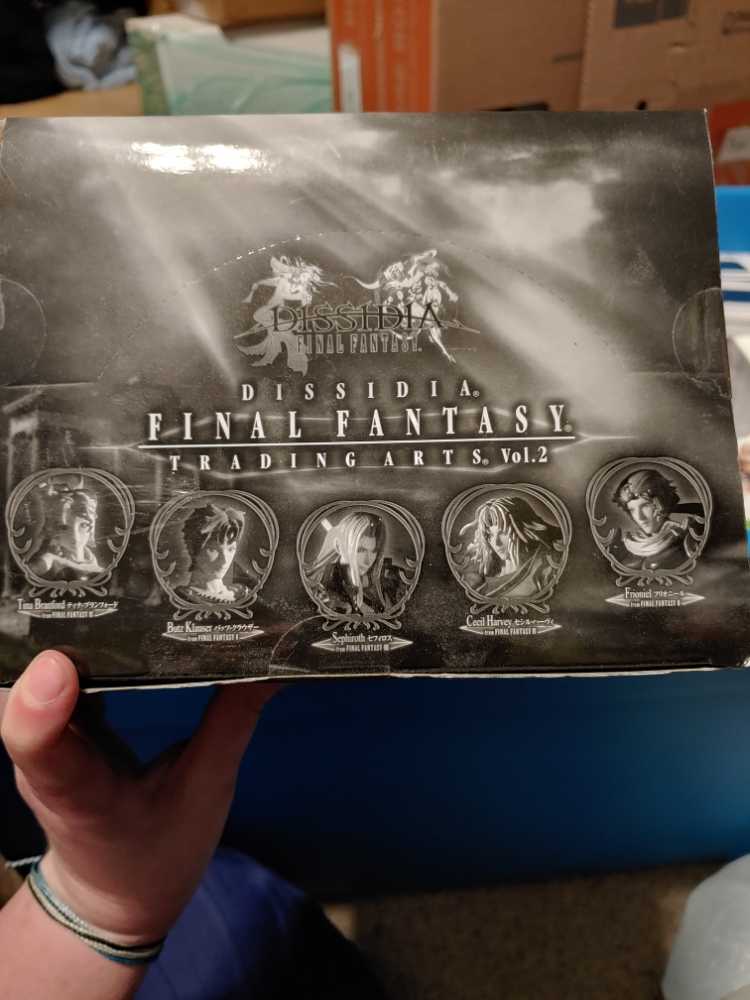 DISSIDIA
FINAL FANTASY®
DISSIDIA®
FINAL FANTASY®
TRADING ARTS® Vol.2
Tina Branford ティナ・ブランフォード
from FINAL FANTASY VI
Butz Klauser バッツ・クラウザー
from FINAL FANTASY V
Sephiroth セフィロス
from FINAL FANTASY VII
Cecil Harvey セシル・ハーヴィ
from FINAL FANTASY IV
Frioniel フリオニール
from FINAL FANTASY II